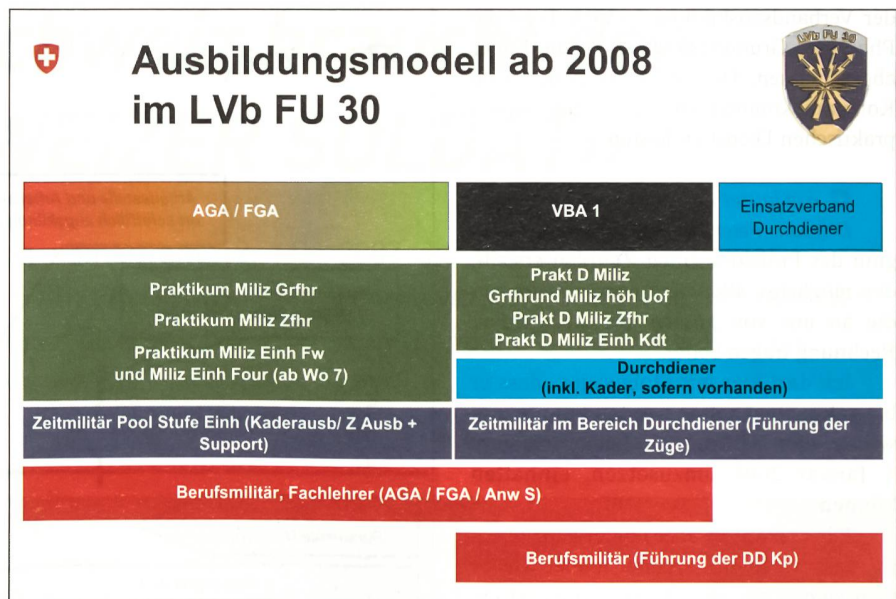 Ausbildungsmodell ab 2008
im LVb FU 30
LVb FU 30
AGA / FGA
VBA 1
Einsatzverband
Durchdiener
Praktikum Miliz Grfhr
Praktikum Miliz Zfhr
Praktikum Miliz Einh Fw
und Miliz Einh Four (ab Wo 7)
Prakt D Miliz
Grfhrund Miliz höh Uof
Prakt D Miliz Zfhr
Prakt D Miliz Einh Kdt
Durchdiener
(inkl. Kader, sofern vorhanden)
Zeitmilitär Pool Stufe Einh (Kaderausb/ Z Ausb +
Support)
Zeitmilitär im Bereich Durchdiener (Führung der
Züge)
Berufsmilitär, Fachlehrer (AGA / FGA / Anw S)
Berufsmilitär (Führung der DD Kp)